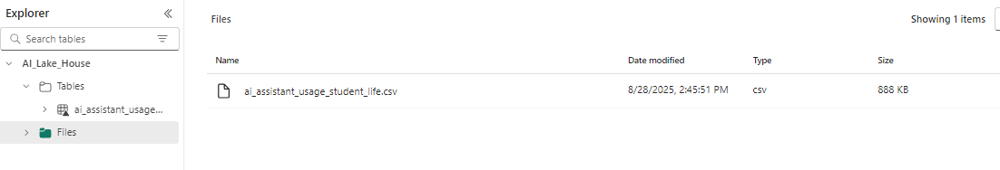 Explorer
Search tables
AI_Lake_House
Tables
ai_assistant_usage...
Files
Files
Showing 1 items
Name Date modified Type Size
ai_assistant_usage_student_life.csv 8/28/2025, 2:45:51 PM csv 888 KB